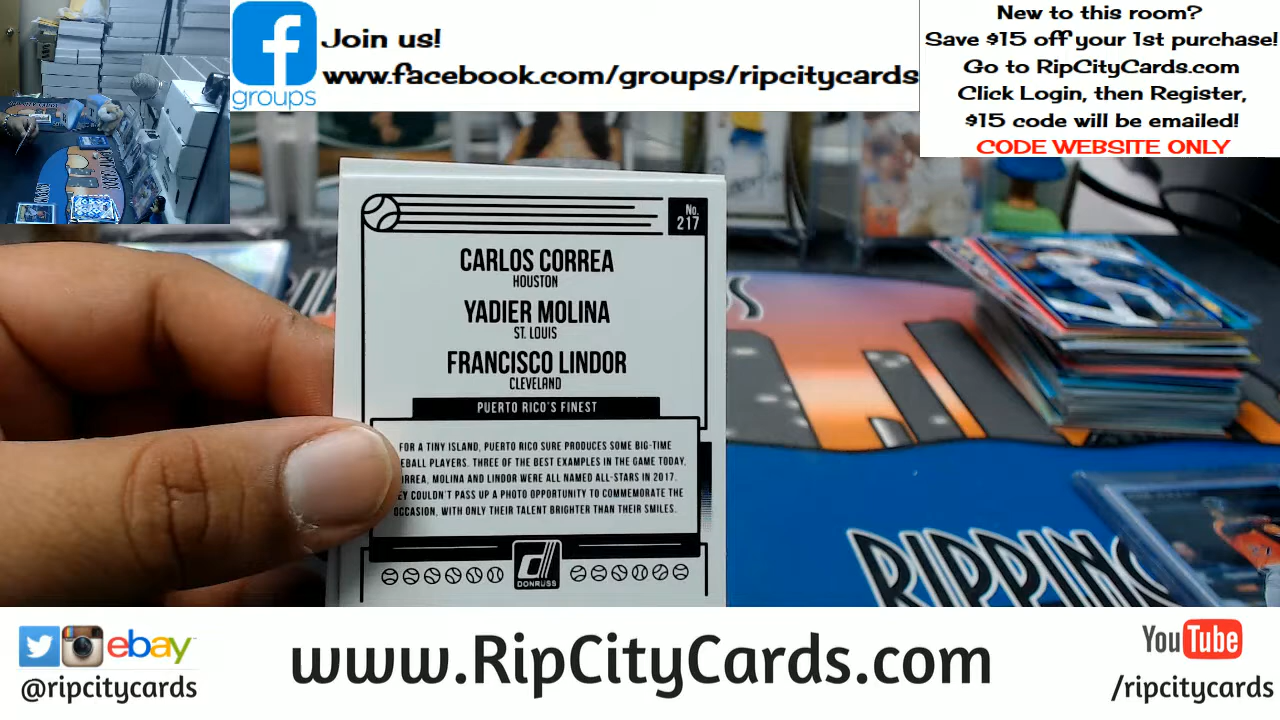 Join us!
www.facebook.com/groups/ripcitycards
groups
New to this room?
Save $15 off your 1st purchase!
Go to RipCityCards.com
Click Login, then Register,
$15 code will be emailed!
CODE WEBSITE ONLY
No.
217
CARLOS CORREA
HOUSTON
YADIER MOLINA
ST. LOUIS
FRANCISCO LINDOR
CLEVELAND
PUERTO RICO'S FINEST
FOR A TINY ISLAND, PUERTO RICO SURE PRODUCES SOME BIG-TIME
EBALL PLAYERS. THREE OF THE BEST EXAMPLES IN THE GAME TODAY,
RREA, MOLINA AND LINDOR WERE ALL NAMED ALL-STARS IN 2017.
EY COULDN'T PASS UP A PHOTO OPPORTUNITY TO COMMEMORATE THE
OCCASION, WITH ONLY THEIR TALENT BRIGHTER THAN THEIR SMILES.
DONRUSS
RIPPING
ebay
@ripcitycards
www.RipCityCards.com
YouTube
/ripcitycards